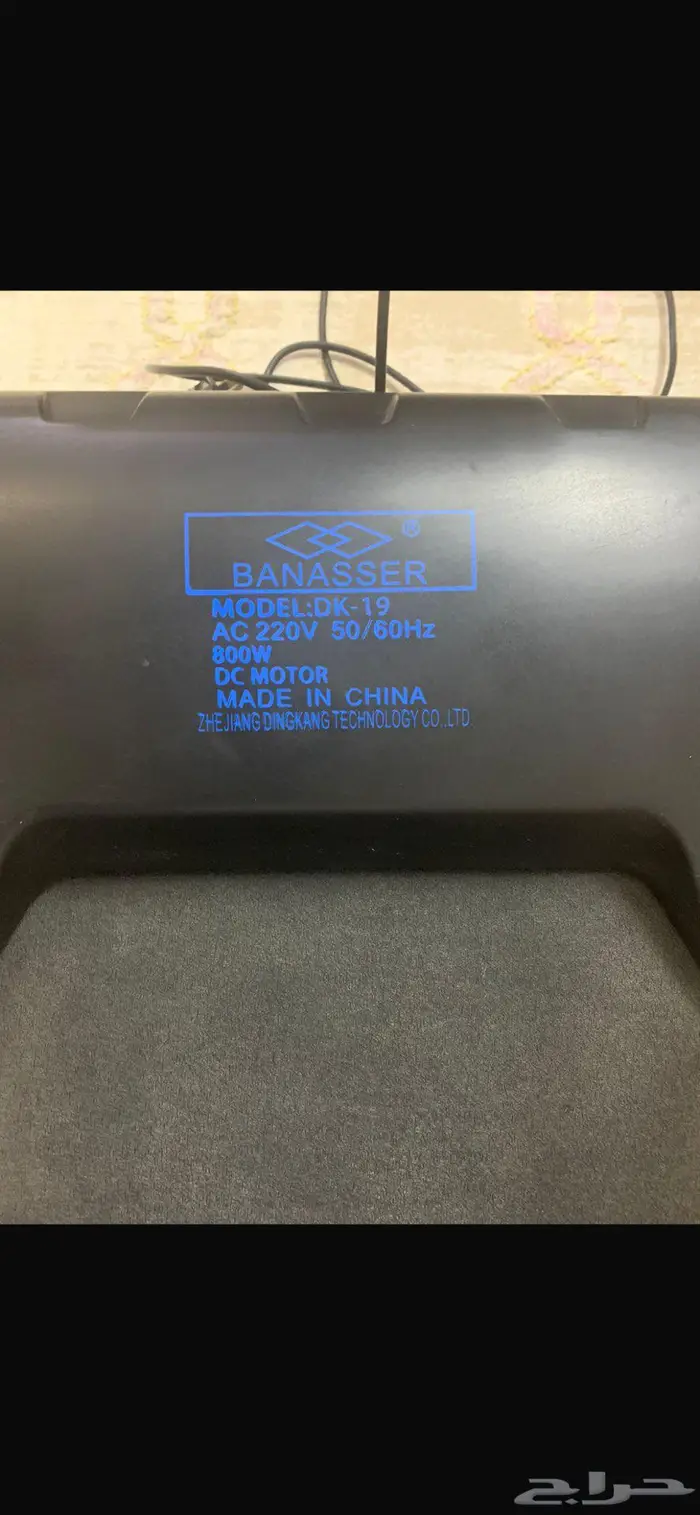 ®
BANASSER
MODEL:DK-19
AC 220V 50/60Hz
800W
DC MOTOR
MADE IN CHINA
ZHEJIANG DINGKANG TECHNOLOGY CO..LTD
حراج